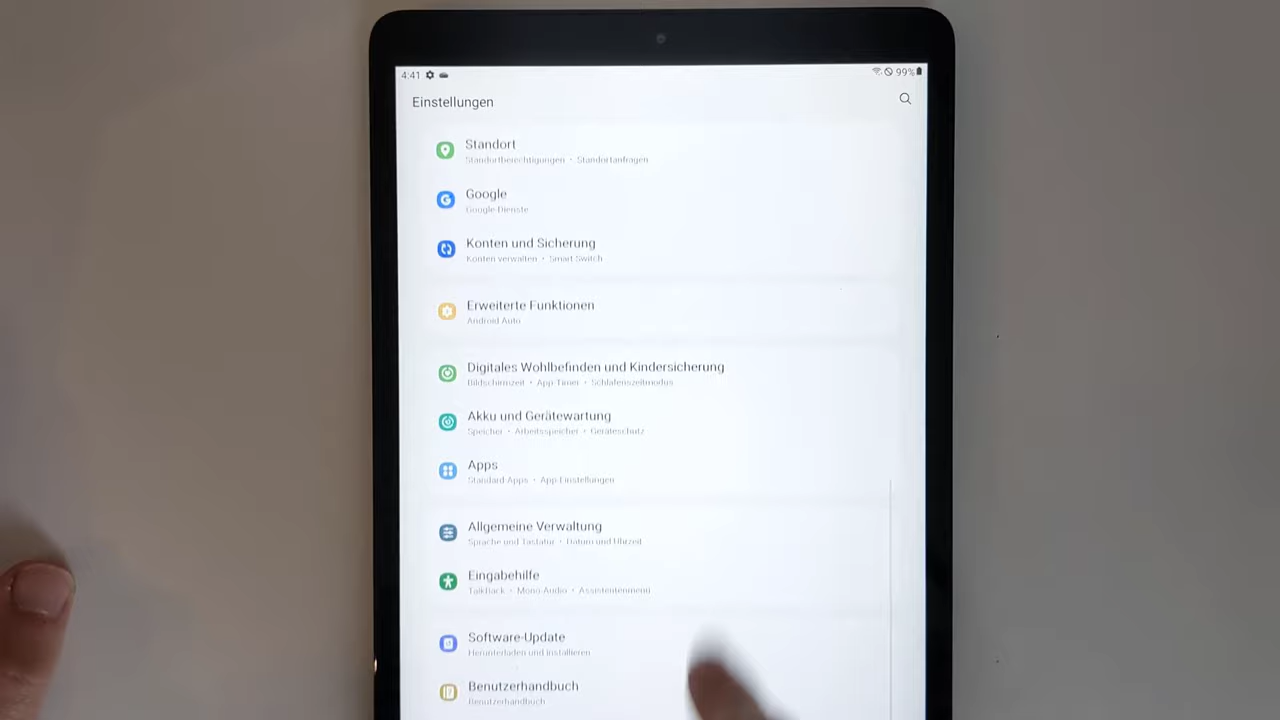 4:41
99%
Einstellungen
Standort
Standortberechtigungen • Standortanfragen
Google
Google-Dienste
Konten und Sicherung
Konten verwalten • Smart Switch
Erweiterte Funktionen
Android Auto
Digitales Wohlbefinden und Kindersicherung
Bildschirmzeit • App-Timer • Schlafenszeitmodus
Akku und Gerätewartung
Speicher • Arbeitsspeicher • Geräteschutz
Apps
Standard-Apps • App-Einstellungen
Allgemeine Verwaltung
Sprache und Tastatur • Datum und Uhrzeit
Eingabehilfe
TalkBack • Mono-Audio • Assistentenmenü
Software-Update
Herunterladen und installieren
Benutzerhandbuch
Benutzerhandbuch